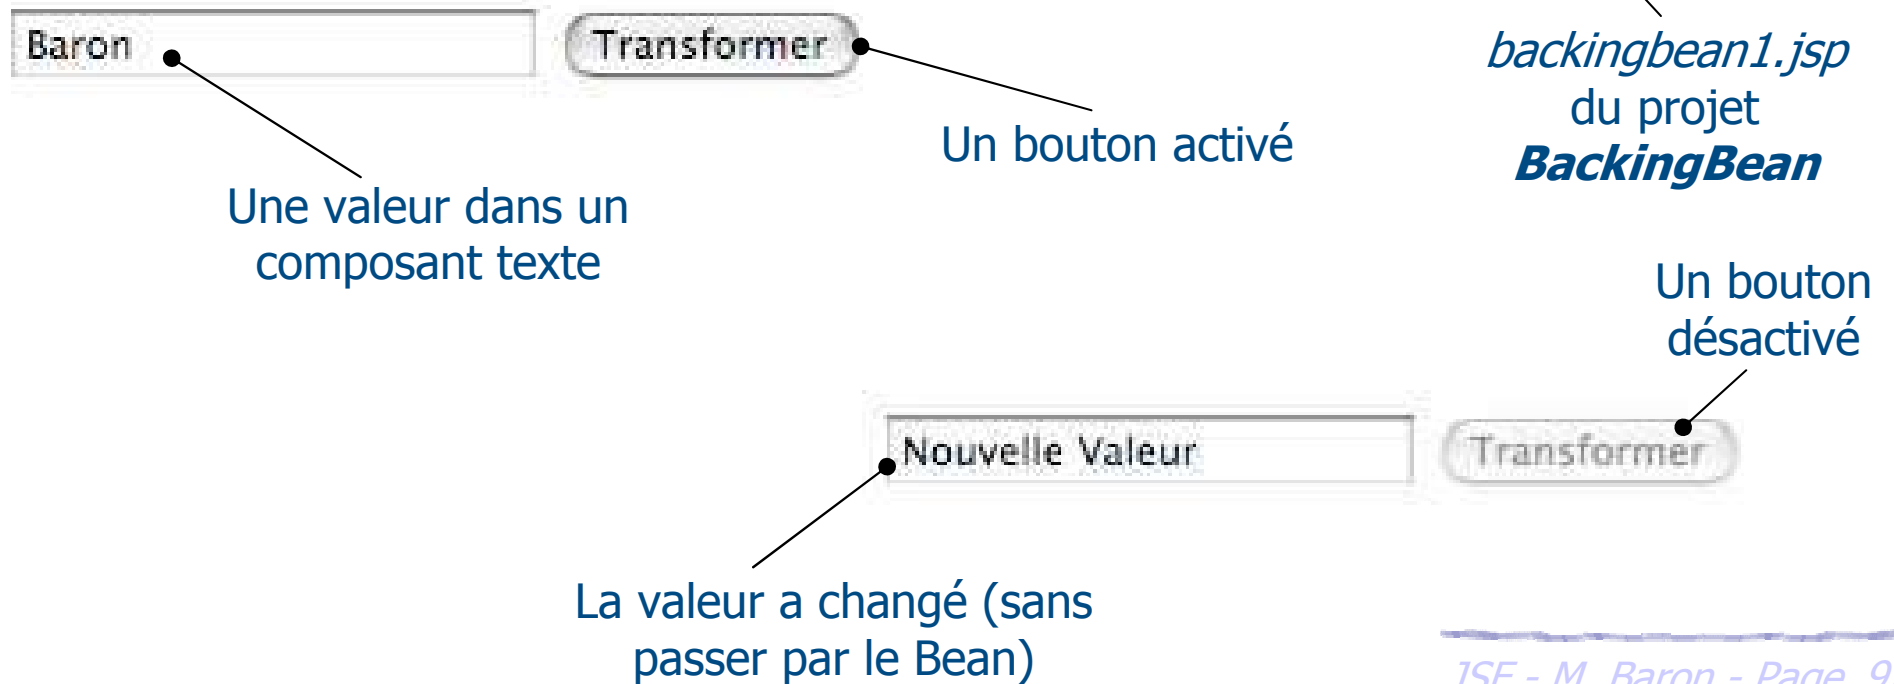 Baron
Transformer
backingbean1.jsp
du projet
BackingBean
Un bouton activé
Une valeur dans un
composant texte
Un bouton
désactivé
Nouvelle Valeur
Transformer
La valeur a changé (sans
passer par le Bean)
JSF - M. Baron - Page 9